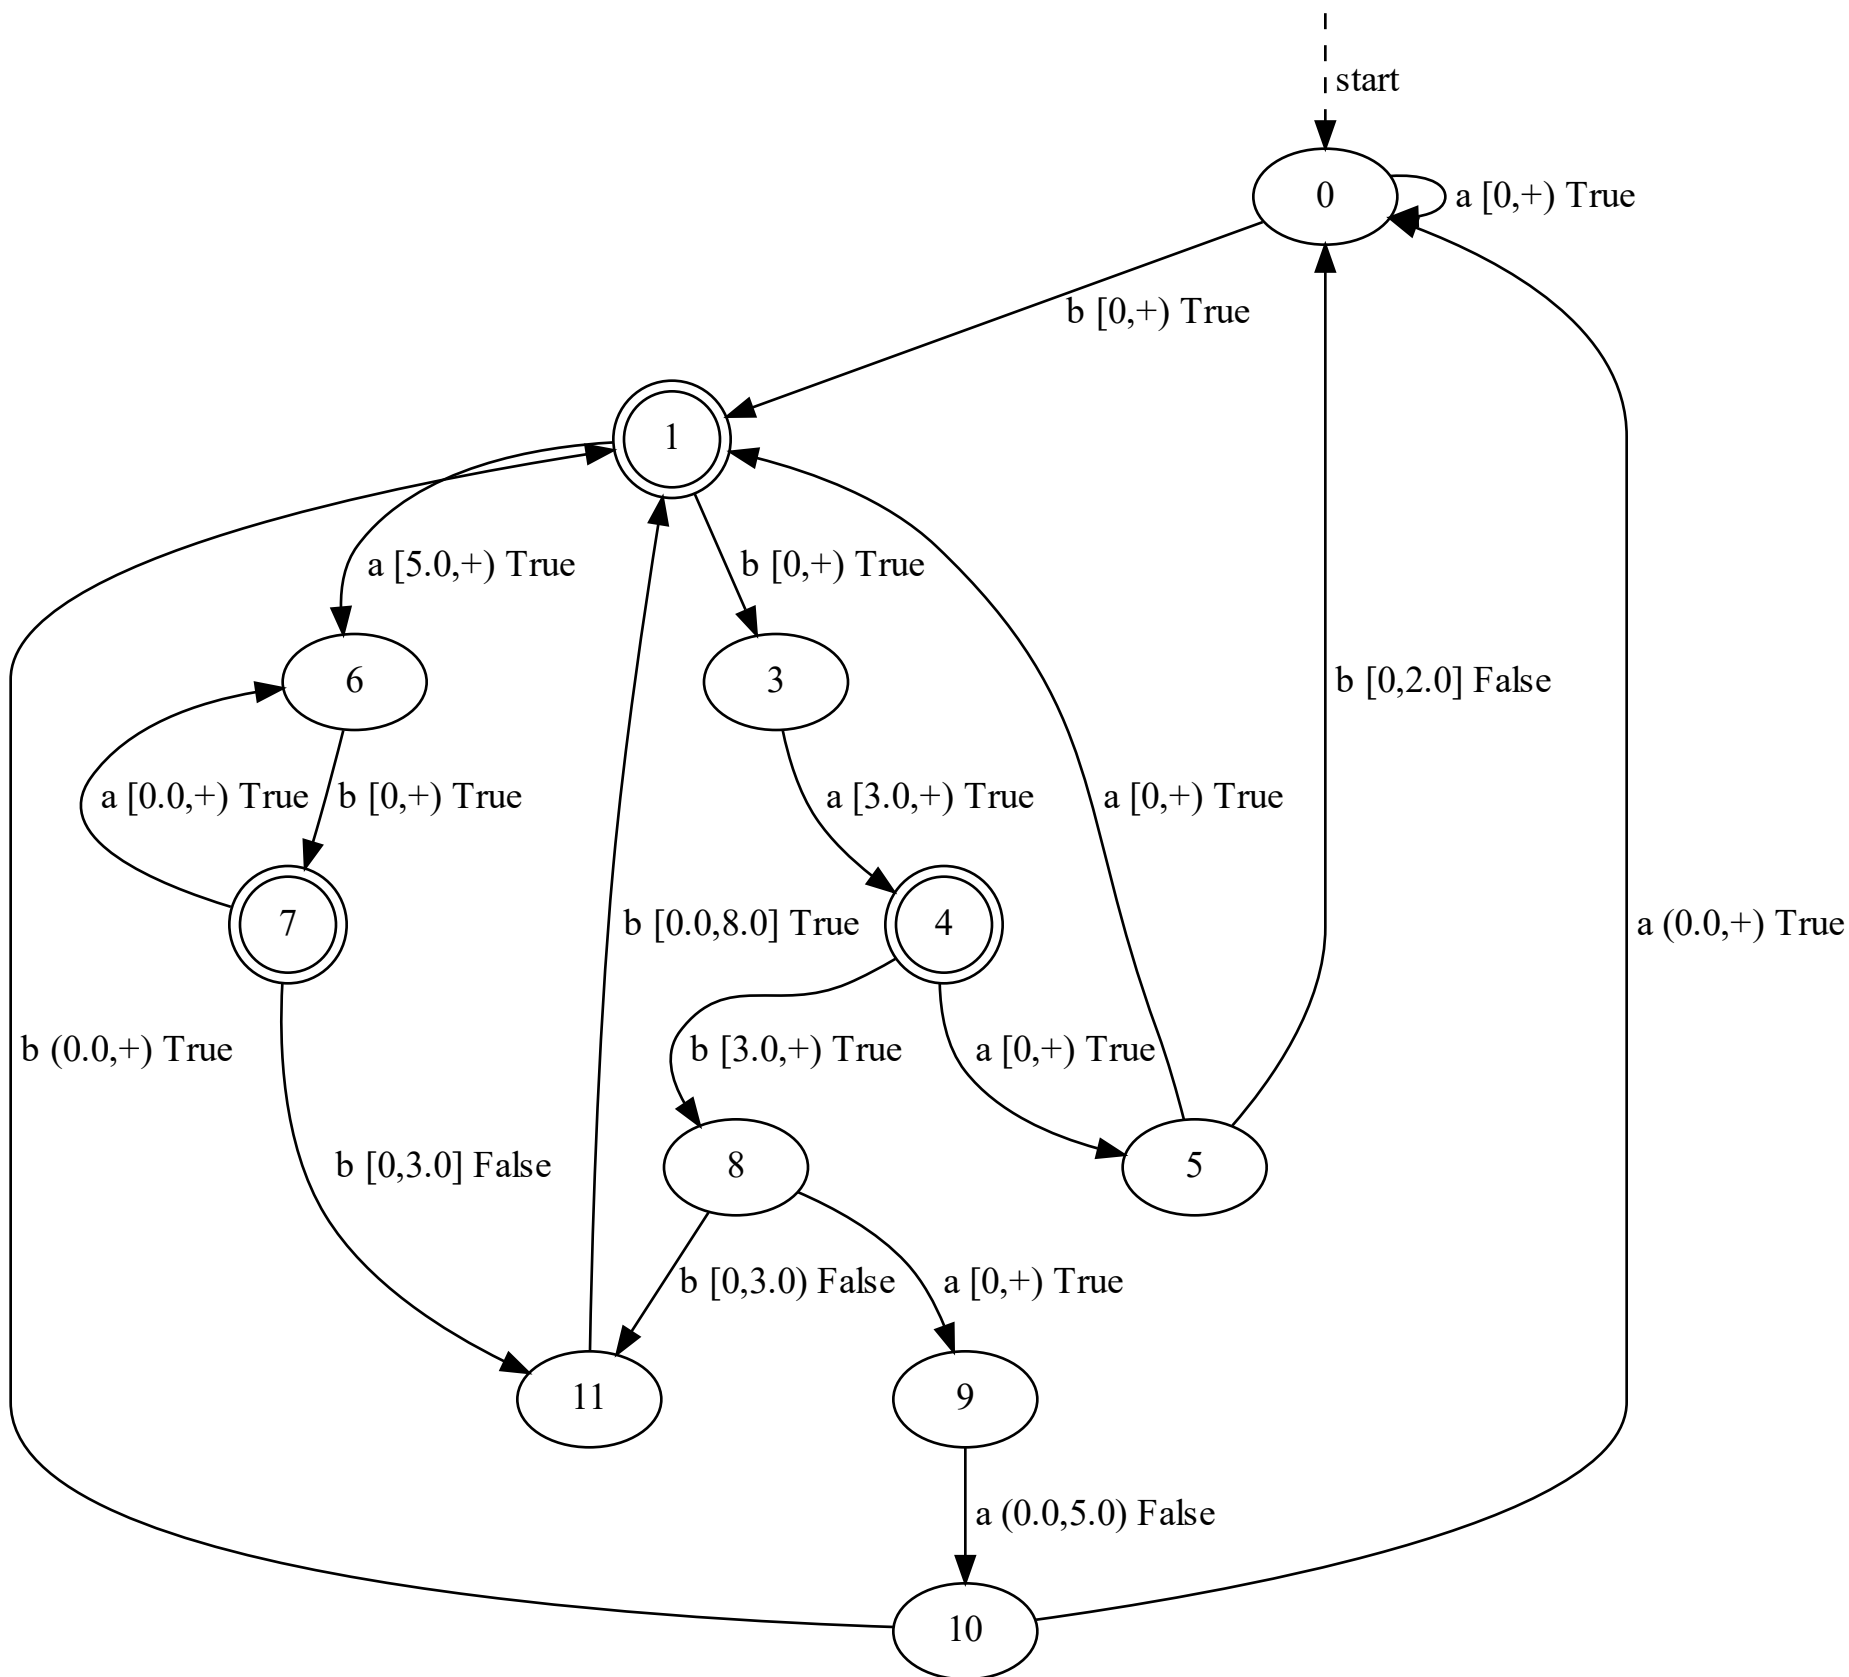 start
0
a [0,+) True
b [0,+) True
1
a [5.0,+) True
b [0,+) True
6
3
b [0,2.0] False
a [0.0,+) True
b [0,+) True
a [3.0,+) True
a [0,+) True
7
b [0.0,8.0] True
4
a (0.0,+) True
b (0.0,+) True
b [3.0,+) True
a [0,+) True
b [0,3.0] False
8
5
b [0,3.0) False
a [0,+) True
11
9
a (0.0,5.0) False
10